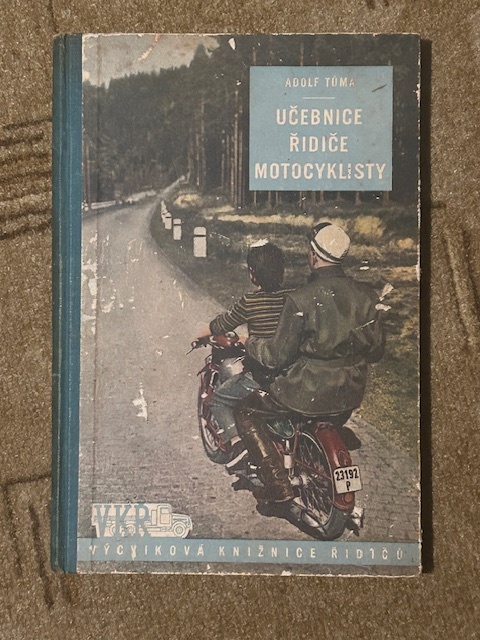 ADOLF TŮMA
UČEBNICE
ŘIDIČE
MOTOCYKLISTY
23192
P
VKŘ
VÝCVIKOVÁ KNIŽNICE ŘIDIČŮ